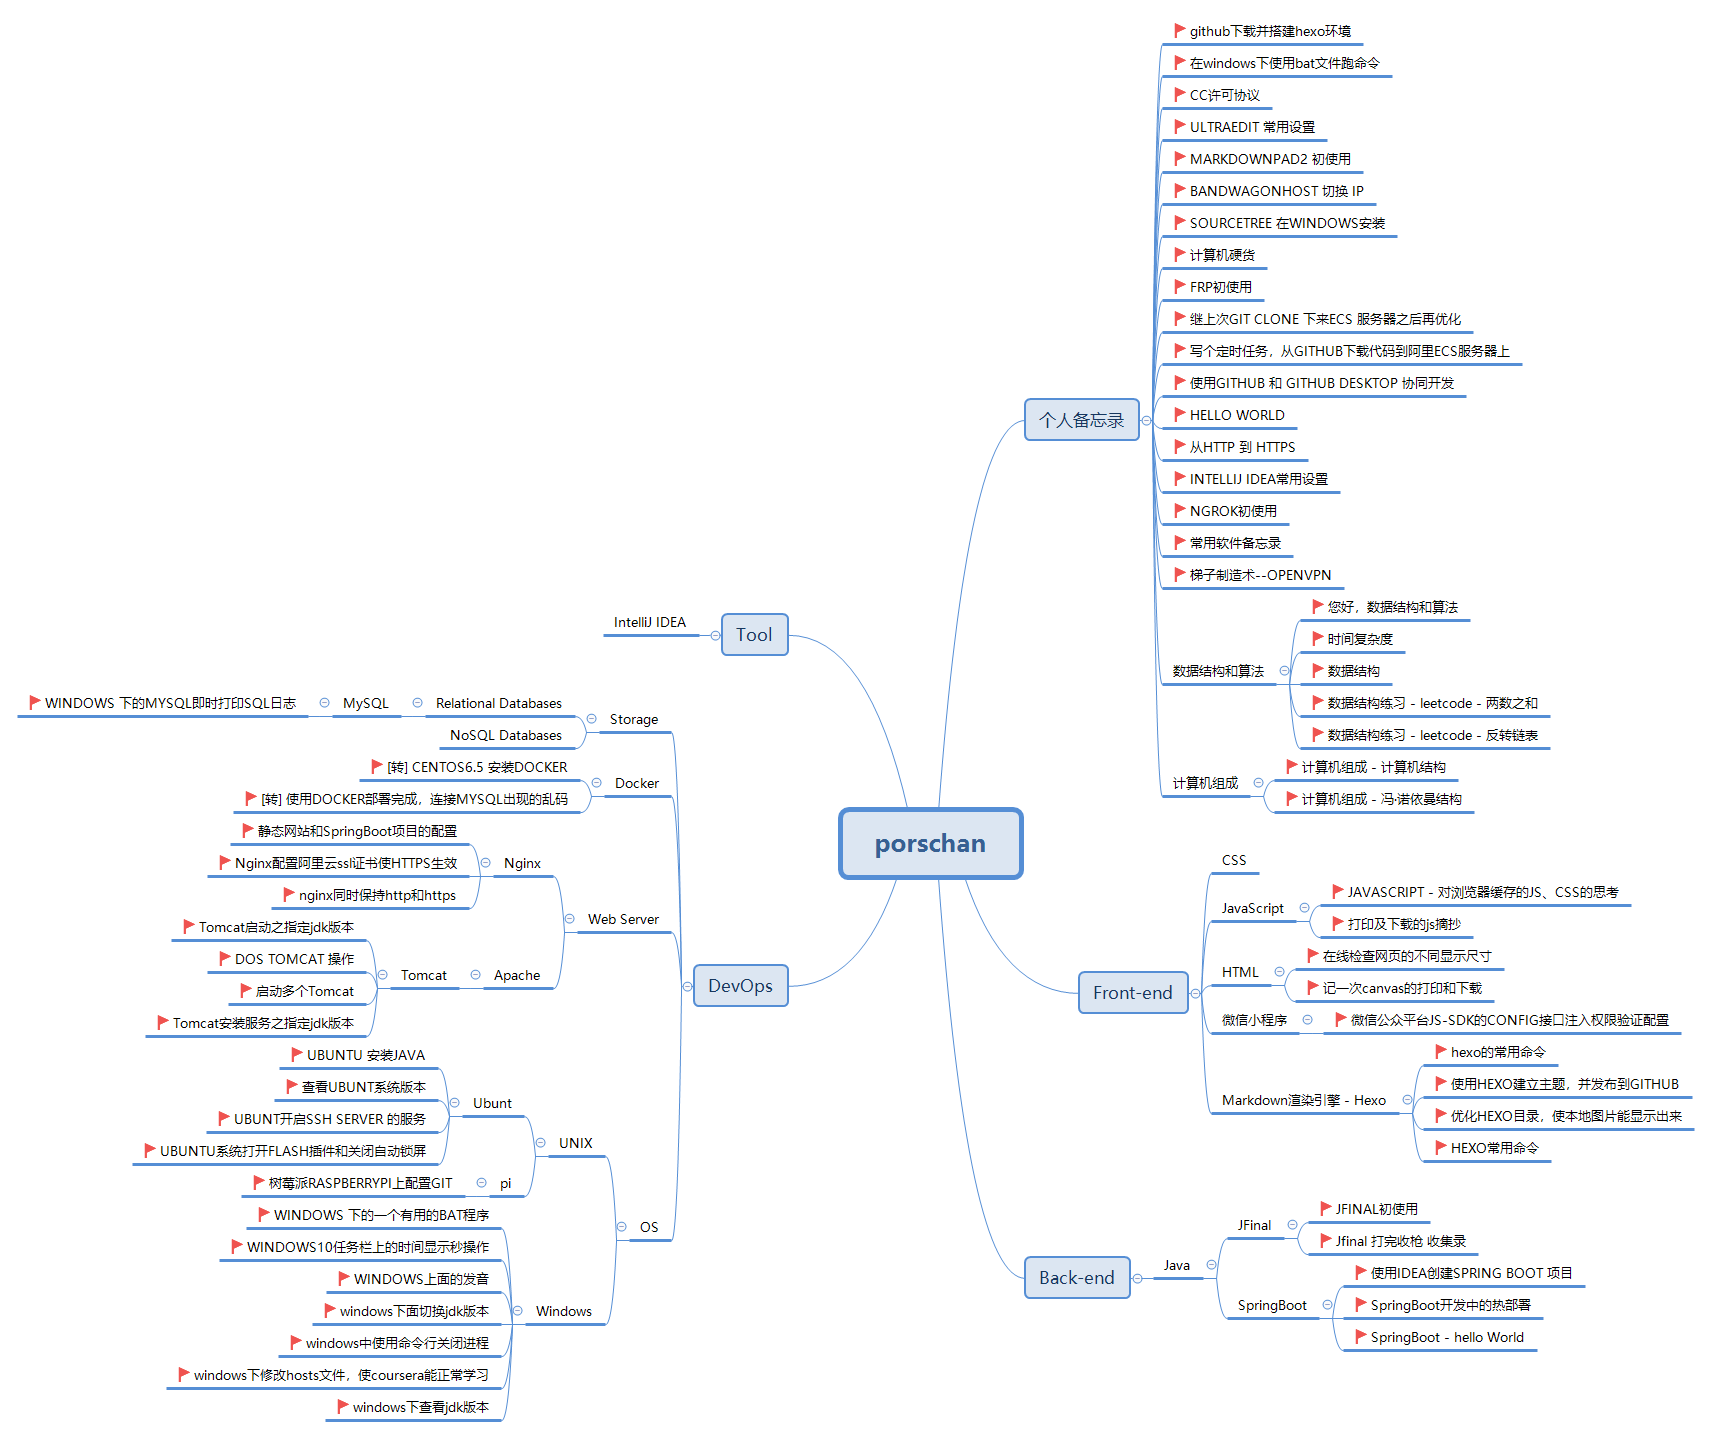 porschan
个人备忘录
github下载并搭建hexo环境
在windows下使用bat文件跑命令
CC许可协议
ULTRAEDIT 常用设置
MARKDOWNPAD2 初使用
BANDWAGONHOST 切换 IP
SOURCETREE 在WINDOWS安装
计算机硬货
FRP初使用
继上次GIT CLONE 下来ECS 服务器之后再优化
写个定时任务，从GITHUB下载代码到阿里ECS服务器上
使用GITHUB 和 GITHUB DESKTOP 协同开发
HELLO WORLD
从HTTP 到 HTTPS
INTELLIJ IDEA常用设置
NGROK初使用
常用软件备忘录
梯子制造术--OPENVPN
数据结构和算法
您好，数据结构和算法
时间复杂度
数据结构
数据结构练习 - leetcode - 两数之和
数据结构练习 - leetcode - 反转链表
计算机组成
计算机组成 - 计算机结构
计算机组成 - 冯·诺依曼结构
Front-end
CSS
JavaScript
JAVASCRIPT - 对浏览器缓存的JS、CSS的思考
打印及下载的js摘抄
HTML
在线检查网页的不同显示尺寸
记一次canvas的打印和下载
微信小程序
微信公众平台JS-SDK的CONFIG接口注入权限验证配置
Markdown渲染引擎 - Hexo
hexo的常用命令
使用HEXO建立主题，并发布到GITHUB
优化HEXO目录，使本地图片能显示出来
HEXO常用命令
Back-end
Java
JFinal
JFINAL初使用
Jfinal 打完收枪 收集录
SpringBoot
使用IDEA创建SPRING BOOT 项目
SpringBoot开发中的热部署
SpringBoot - hello World
Tool
IntelliJ IDEA
DevOps
Storage
Relational Databases
MySQL
WINDOWS 下的MYSQL即时打印SQL日志
NoSQL Databases
Docker
[转] CENTOS6.5 安装DOCKER
[转] 使用DOCKER部署完成，连接MYSQL出现的乱码
Web Server
Nginx
静态网站和SpringBoot项目的配置
Nginx配置阿里云ssl证书使HTTPS生效
nginx同时保持http和https
Apache
Tomcat
Tomcat启动之指定jdk版本
DOS TOMCAT 操作
启动多个Tomcat
Tomcat安装服务之指定jdk版本
OS
UNIX
Ubunt
UBUNTU 安装JAVA
查看UBUNT系统版本
UBUNT开启SSH SERVER 的服务
UBUNTU系统打开FLASH插件和关闭自动锁屏
pi
树莓派RASPBERRYPI上配置GIT
Windows
WINDOWS 下的一个有用的BAT程序
WINDOWS10任务栏上的时间显示秒操作
WINDOWS上面的发音
windows下面切换jdk版本
windows中使用命令行关闭进程
windows下修改hosts文件，使coursera能正常学习
windows下查看jdk版本